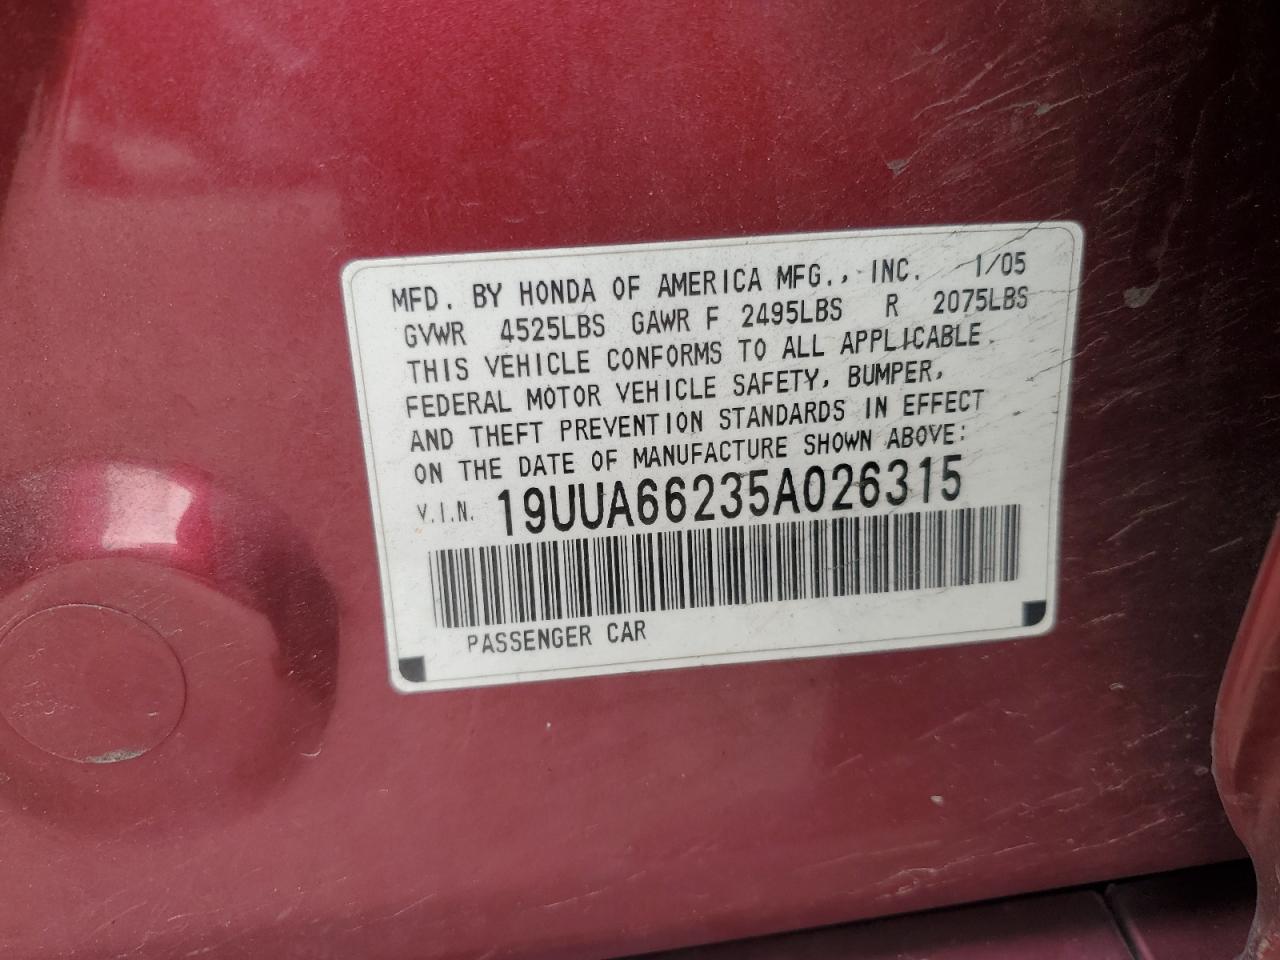 MFD. BY HONDA OF AMERICA MFG., INC. 1/05
GVWR 4525LBS GAWR F 2495LBS R 2075LBS
THIS VEHICLE CONFORMS TO ALL APPLICABLE
FEDERAL MOTOR VEHICLE SAFETY, BUMPER,
AND THEFT PREVENTION STANDARDS IN EFFECT
ON THE DATE OF MANUFACTURE SHOWN ABOVE:
V.I.N. 19UUA66235A026315
PASSENGER CAR